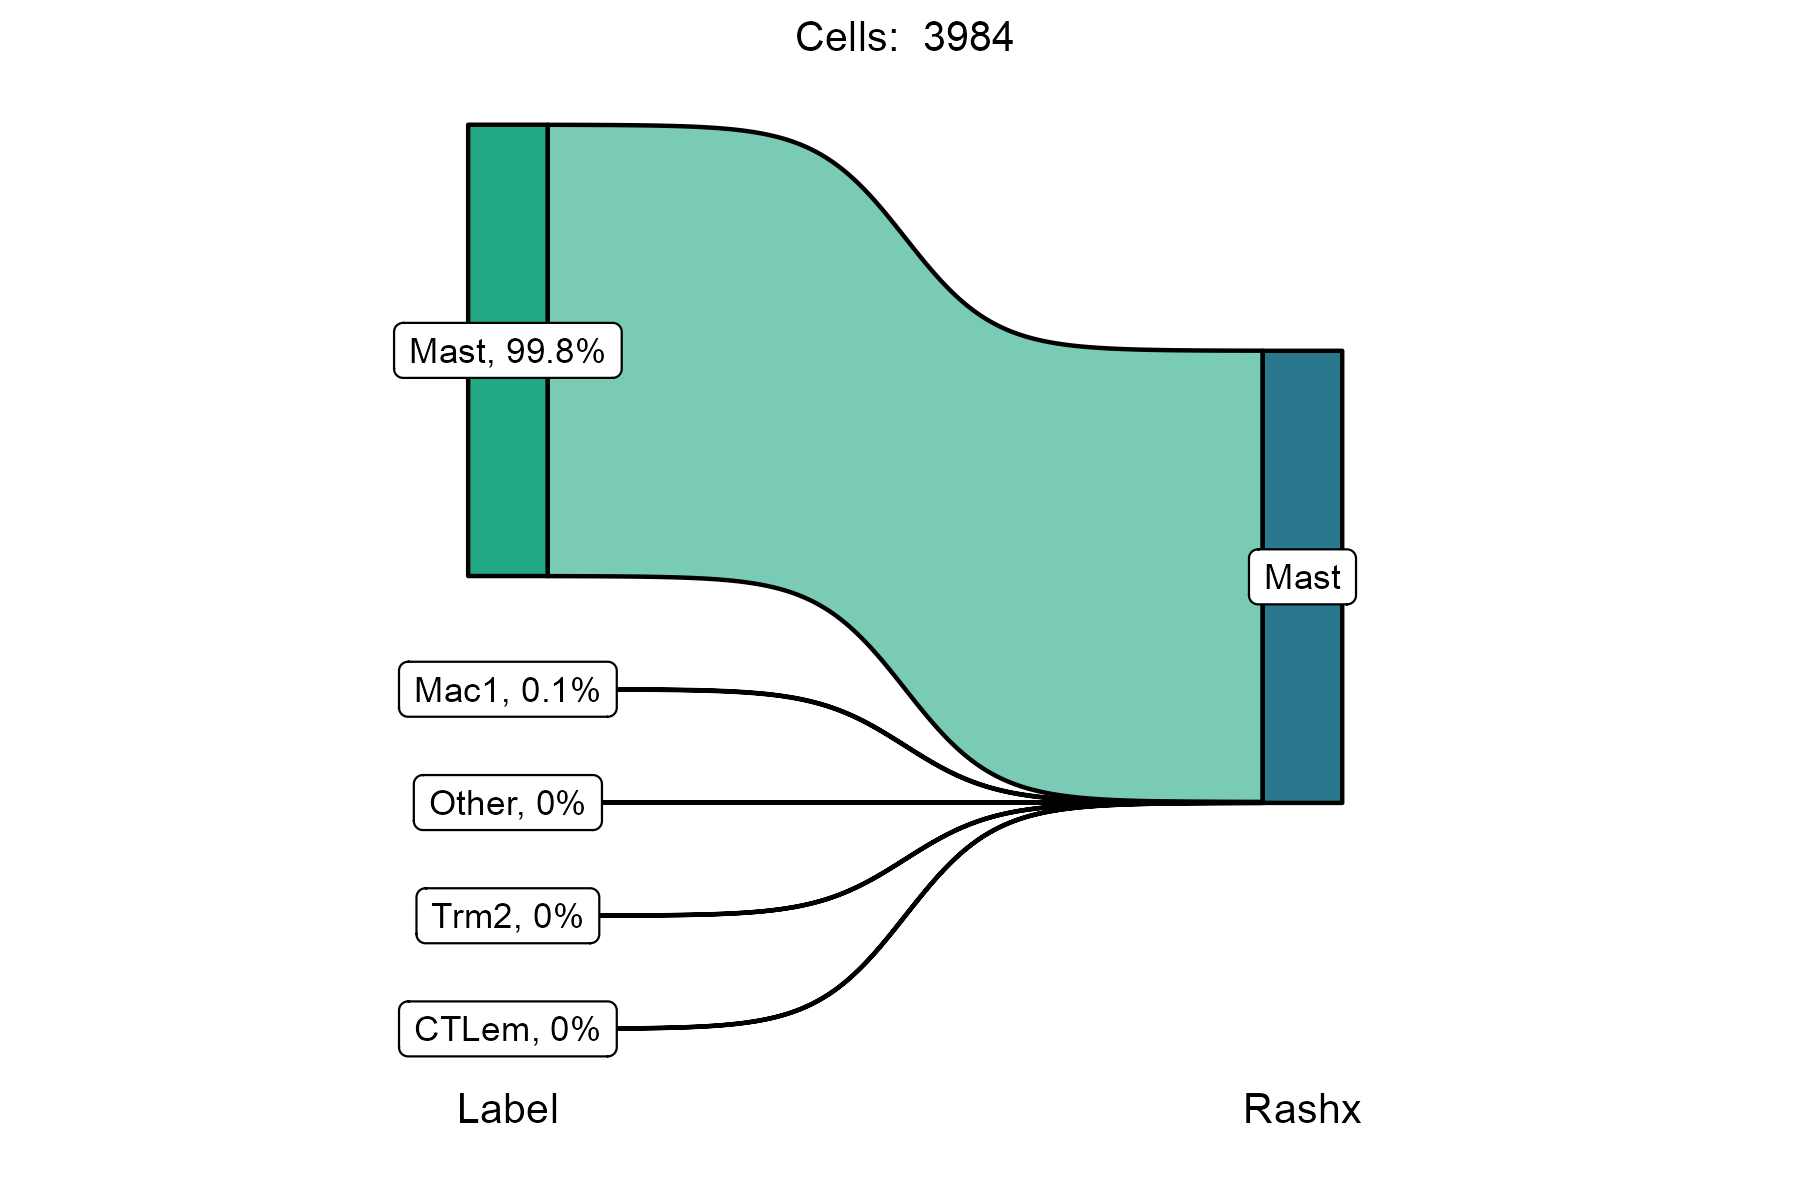 Cells:  3984
Mast, 99.8%
Mast
Mac1, 0.1%
Other, 0%
Trm2, 0%
CTLem, 0%
Label
Rashx